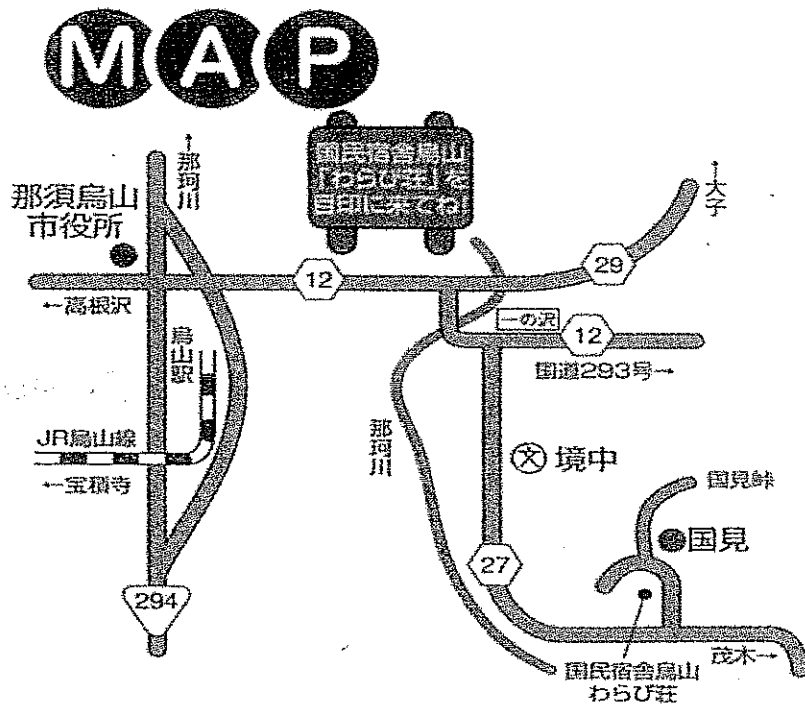 MAP
国民宿舎烏山
「わらび荘」を
目印に来てね!
↑那珂川
↑大子
那須烏山
市役所
12
29
←高根沢
一の沢
12
国道293号→
烏山駅
JR烏山線
←宝積寺
那珂川
境中
国見峠
国見
27
294
茂木→
国民宿舎烏山
わらび荘